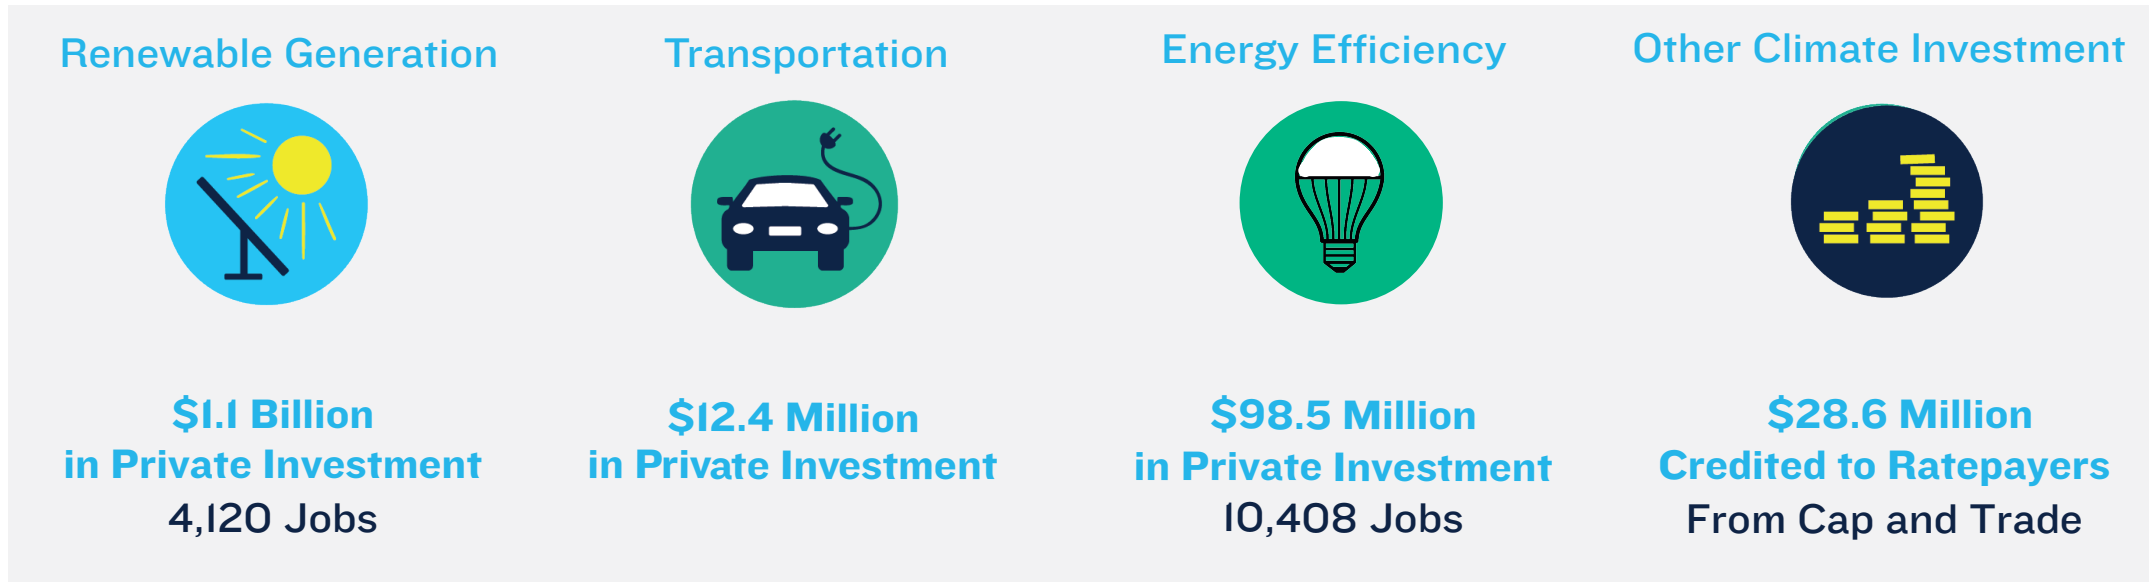 Renewable Generation
$1.1 Billion
in Private Investment
4,120 Jobs
Transportation
$12.4 Million
in Private Investment
Energy Efficiency
$98.5 Million
in Private Investment
10,408 Jobs
Other Climate Investment
$28.6 Million
Credited to Ratepayers
From Cap and Trade